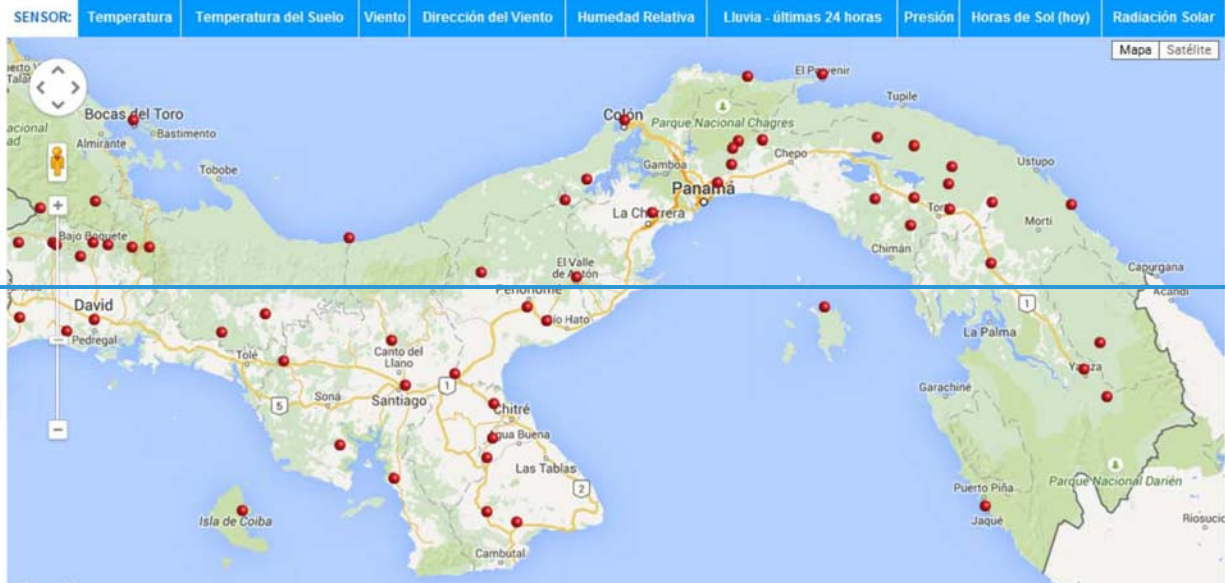 SENSOR: Temperatura Temperatura del Suelo Viento Dirección del Viento Humedad Relativa Lluvia - últimas 24 horas Presión Horas de Sol (hoy) Radiación Solar
Mapa Satélite
El Porvenir
Bocas del Toro
Colón
Tupile
Parque Nacional Chagres
Bastimento
Almirante
Chepo
Gamboa
Ustupo
Tobobe
Panamá
La Chorrera
Morti
Bajo Boquete
Chimán
El Valle
de Antón
Capurgana
Penonomé
Acandí
David
1
Río Hato
La Palma
Pedregal
Tolé
Canto del
Llano
Yaviza
1
Garachiné
Soná
Santiago
5
Chitré
Agua Buena
Las Tablas
2
Parque Nacional Darién
Puerto Piña
Isla de Coiba
Jaqué
Riosucio
Cambutal